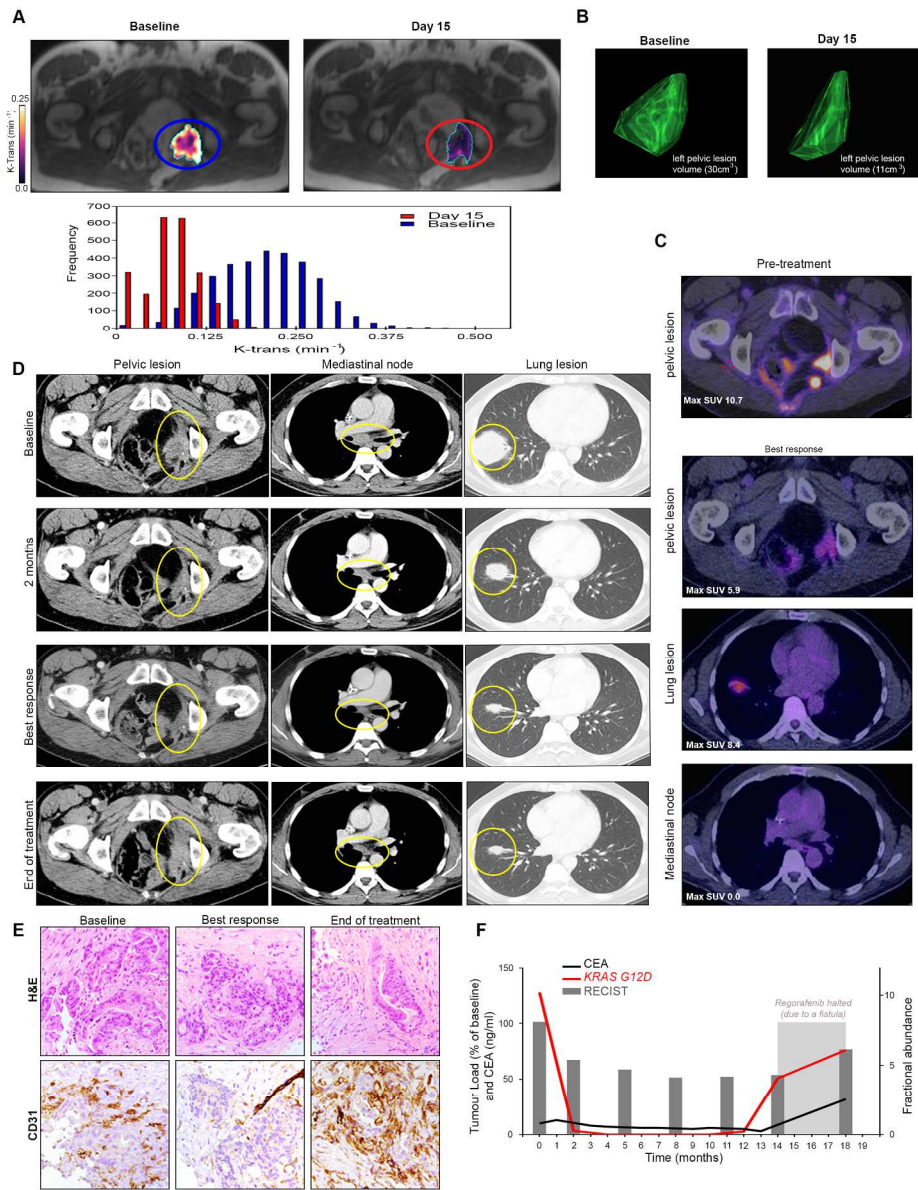 A
Baseline
Day 15
0.25
K-Trans (min⁻¹)
0.0
700
600
500
400
300
200
100
0
Frequency
Day 15
Baseline
0
0.125
0.250
0.375
0.500
K-trans (min⁻¹)
B
Baseline
Day 15
left pelvic lesion
volume (30cm³)
left pelvic lesion
volume (11cm³)
C
Pre-treatment
pelvic lesion
Max SUV 10.7
Best response
pelvic lesion
Max SUV 5.9
Lung lesion
Max SUV 8.4
Mediastinal node
Max SUV 0.0
D
Pelvic lesion
Mediastinal node
Lung lesion
Baseline
2 months
Best response
End of treatment
E
Baseline
Best response
End of treatment
H&E
CD31
F
CEA
KRAS G12D
RECIST
Regorafenib halted
(due to a fistula)
150
100
50
0
Tumour Load (% of baseline)
and CEA (ng/ml)
10
5
0
Fractional abundance
0 1 2 3 4 5 6 7 8 9 10 11 12 13 14 15 16 17 18 19
Time (months)